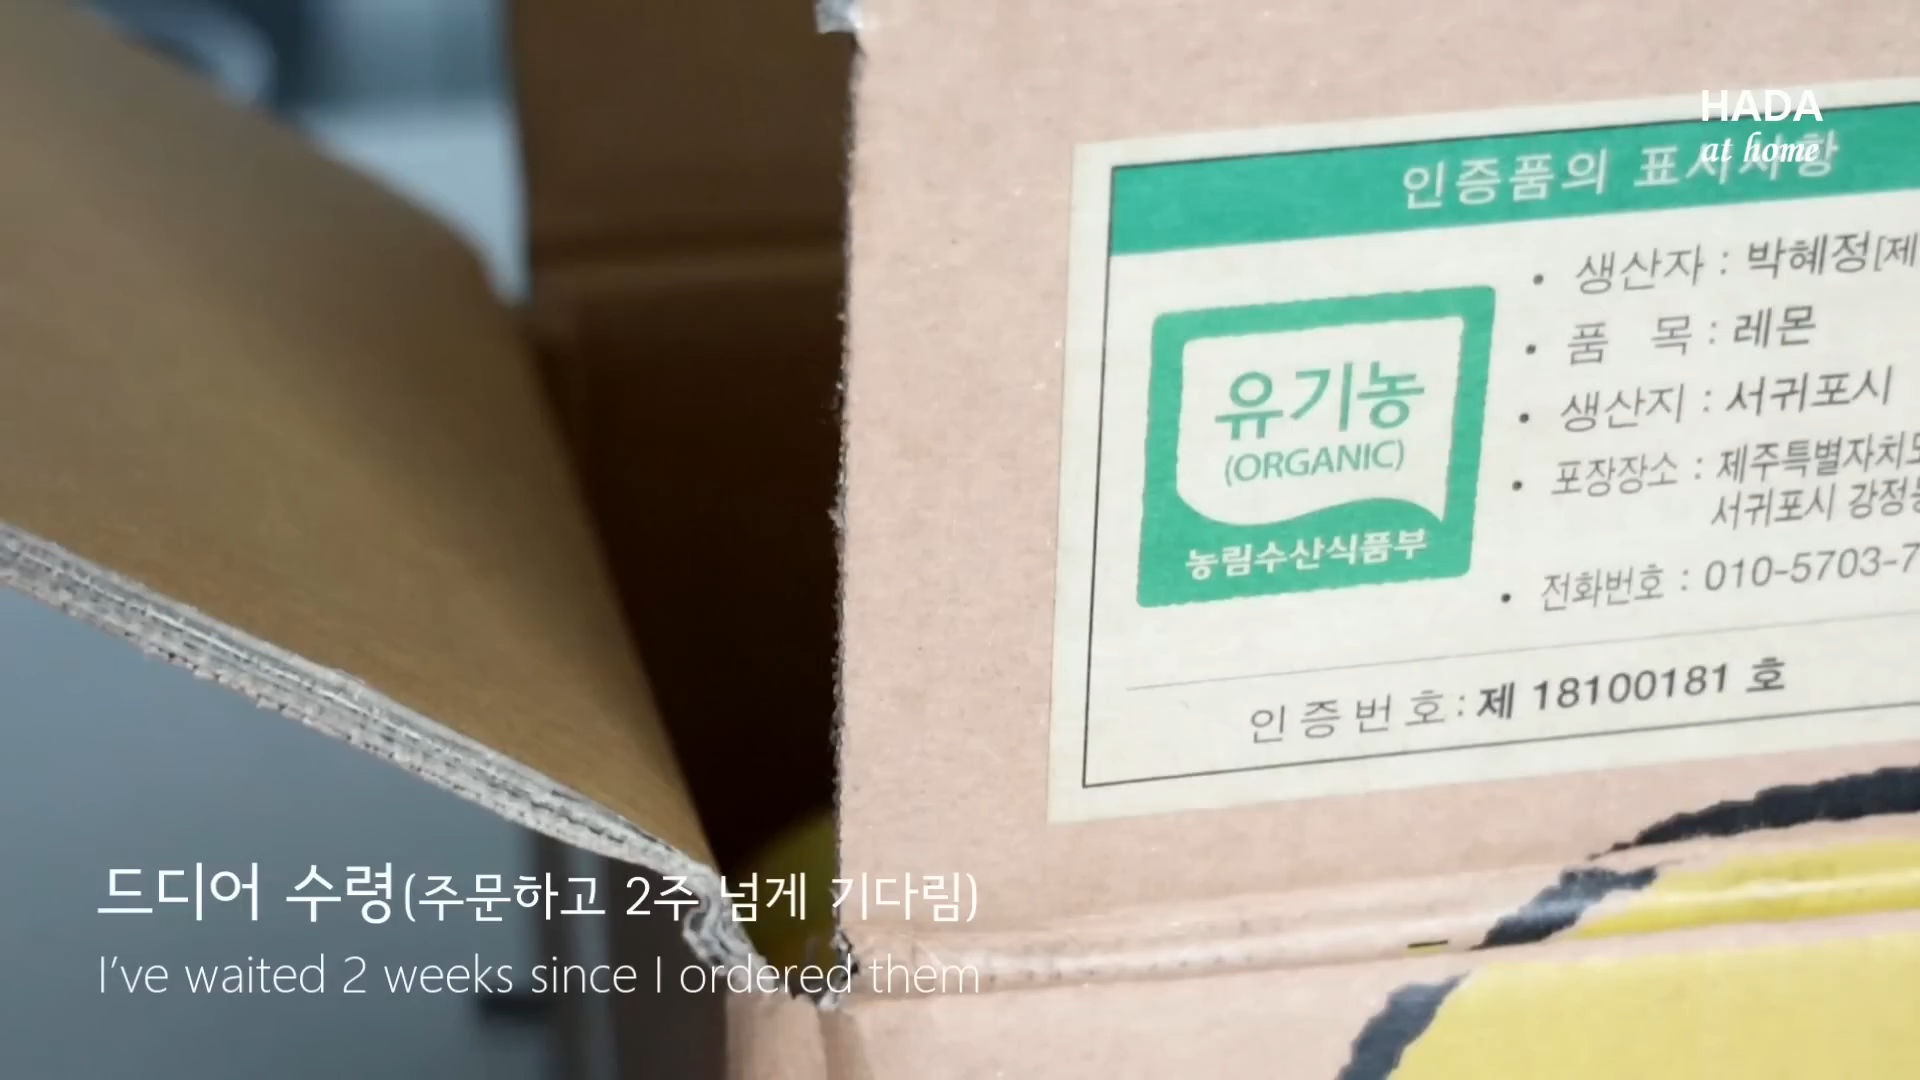 HADA
at home
인증품의 표시사항
• 생산자 : 박혜정[제
• 품 목 : 레몬
• 생산지 : 서귀포시
• 포장장소 : 제주특별자치도
서귀포시 강정
• 전화번호 : 010-5703-7
유기농
(ORGANIC)
농림수산식품부
인증번호 : 제 18100181 호
드디어 수령(주문하고 2주 넘게 기다림)
I've waited 2 weeks since I ordered them